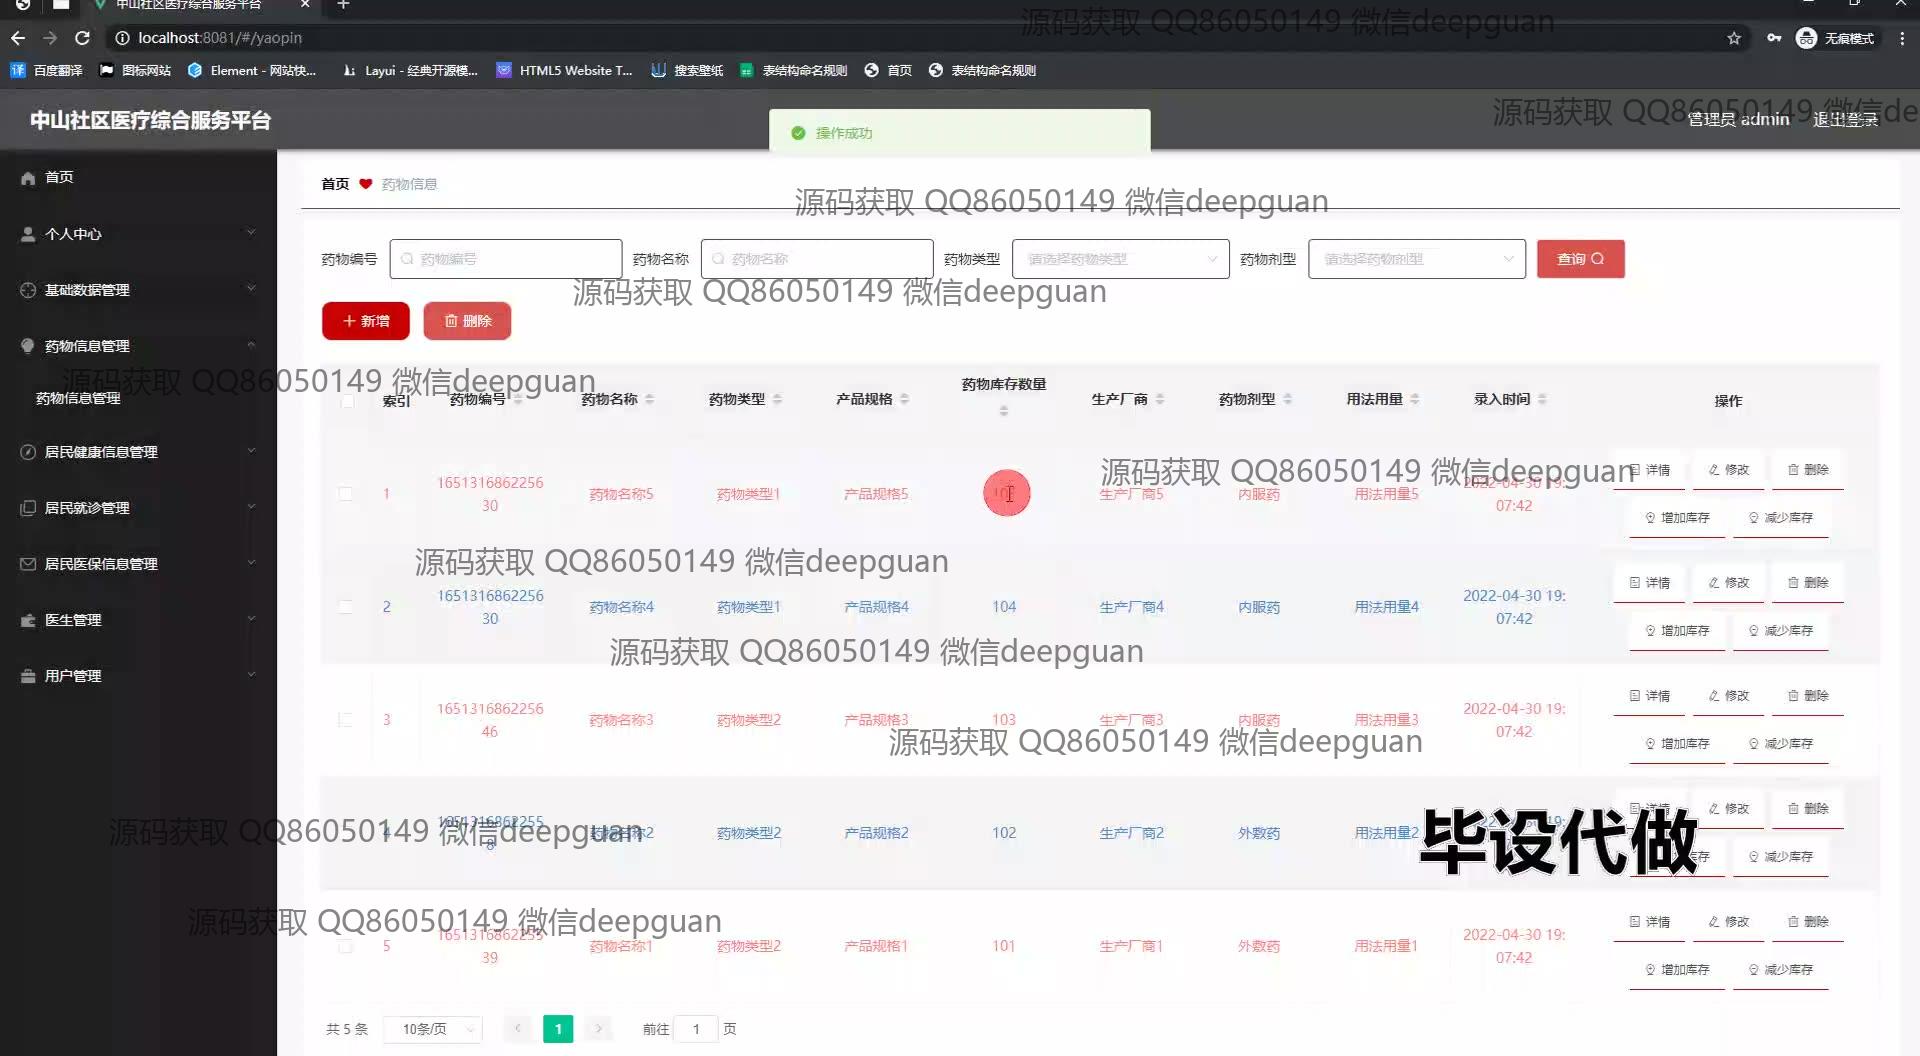 中山社区医疗综合服务平台
localhost:8081/#/yaopin
无痕模式
百度翻译 图标网站 Element - 网站快... Layui - 经典开源模... HTML5 Website T... 搜索壁纸 表结构命名规则 首页 表结构命名规则
源码获取 QQ86050149 微信deepguan
中山社区医疗综合服务平台
操作成功
管理员 admin 退出登录
源码获取 QQ86050149 微信de
首页
个人中心
基础数据管理
药物信息管理
药物信息管理
居民健康信息管理
居民就诊管理
居民医保信息管理
医生管理
用户管理
首页 药物信息
源码获取 QQ86050149 微信deepguan
药物编号 药物编号 药物名称 药物名称 药物类型 请选择药物类型 药物剂型 请选择药物剂型 查询
源码获取 QQ86050149 微信deepguan
新增 删除
源码获取 QQ86050149 微信deepguan
索引 药物编号 药物名称 药物类型 产品规格 药物库存数量 生产厂商 药物剂型 用法用量 录入时间 操作
源码获取 QQ86050149 微信deepguan
1 165131686225630 药物名称5 药物类型1 产品规格5 生产厂商5 内服药 用法用量5 2022-04-30 19:07:42 详情 修改 删除
增加库存 减少库存
源码获取 QQ86050149 微信deepguan
2 165131686225630 药物名称4 药物类型1 产品规格4 104 生产厂商4 内服药 用法用量4 2022-04-30 19:07:42 详情 修改 删除
增加库存 减少库存
源码获取 QQ86050149 微信deepguan
3 165131686225646 药物名称3 药物类型2 产品规格3 103 生产厂商3 内服药 用法用量3 2022-04-30 19:07:42 详情 修改 删除
增加库存 减少库存
源码获取 QQ86050149 微信deepguan
4 16513168622558 药物名称2 药物类型2 产品规格2 102 生产厂商2 外敷药 用法用量2 详情 修改 删除
库存 减少库存
源码获取 QQ86050149 微信deepguan
毕设代做
源码获取 QQ86050149 微信deepguan
5 165131686225539 药物名称1 药物类型2 产品规格1 101 生产厂商1 外敷药 用法用量1 2022-04-30 19:07:42 详情 修改 删除
增加库存 减少库存
共 5 条 10条/页 1 前往 1 页